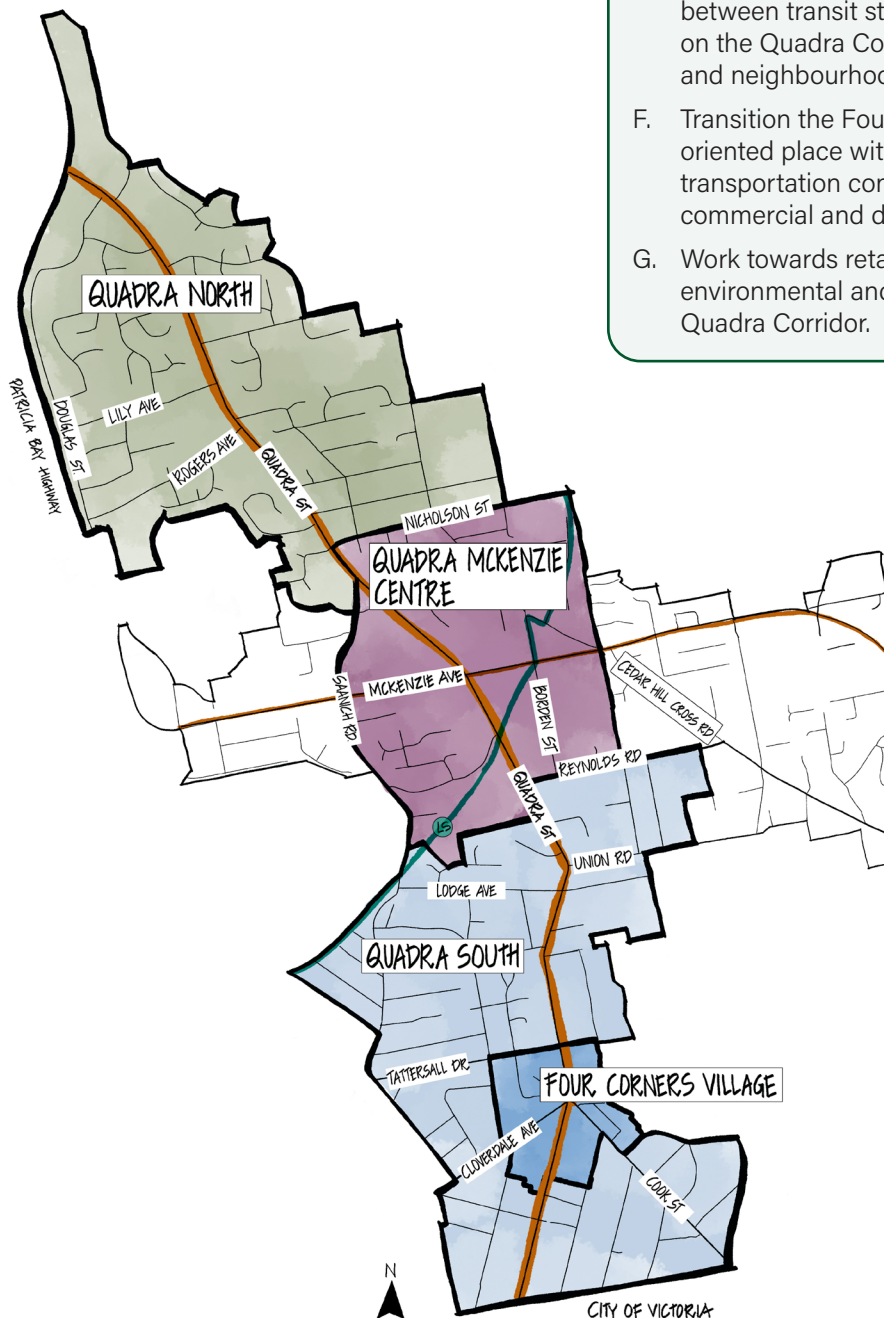 between transit st
on the Quadra Co
and neighbourhoo
F. Transition the Fou
oriented place wit
transportation cor
commercial and d
G. Work towards reta
environmental and
Quadra Corridor.
QUADRA NORTH
PATRICIA BAY HIGHWAY
DOUGLAS ST.
LILY AVE
ROGERS AVE
QUADRA ST
NICHOLSON ST
QUADRA MCKENZIE
CENTRE
SAANICH RD
MCKENZIE AVE
BORDEN ST
CEDAR HILL CROSS RD
REYNOLDS RD
QUADRA ST
LS
UNION RD
LODGE AVE
QUADRA SOUTH
TATTERSALL DR
FOUR CORNERS VILLAGE
CLOVERDALE AVE
COOK ST
N
CITY OF VICTORIA